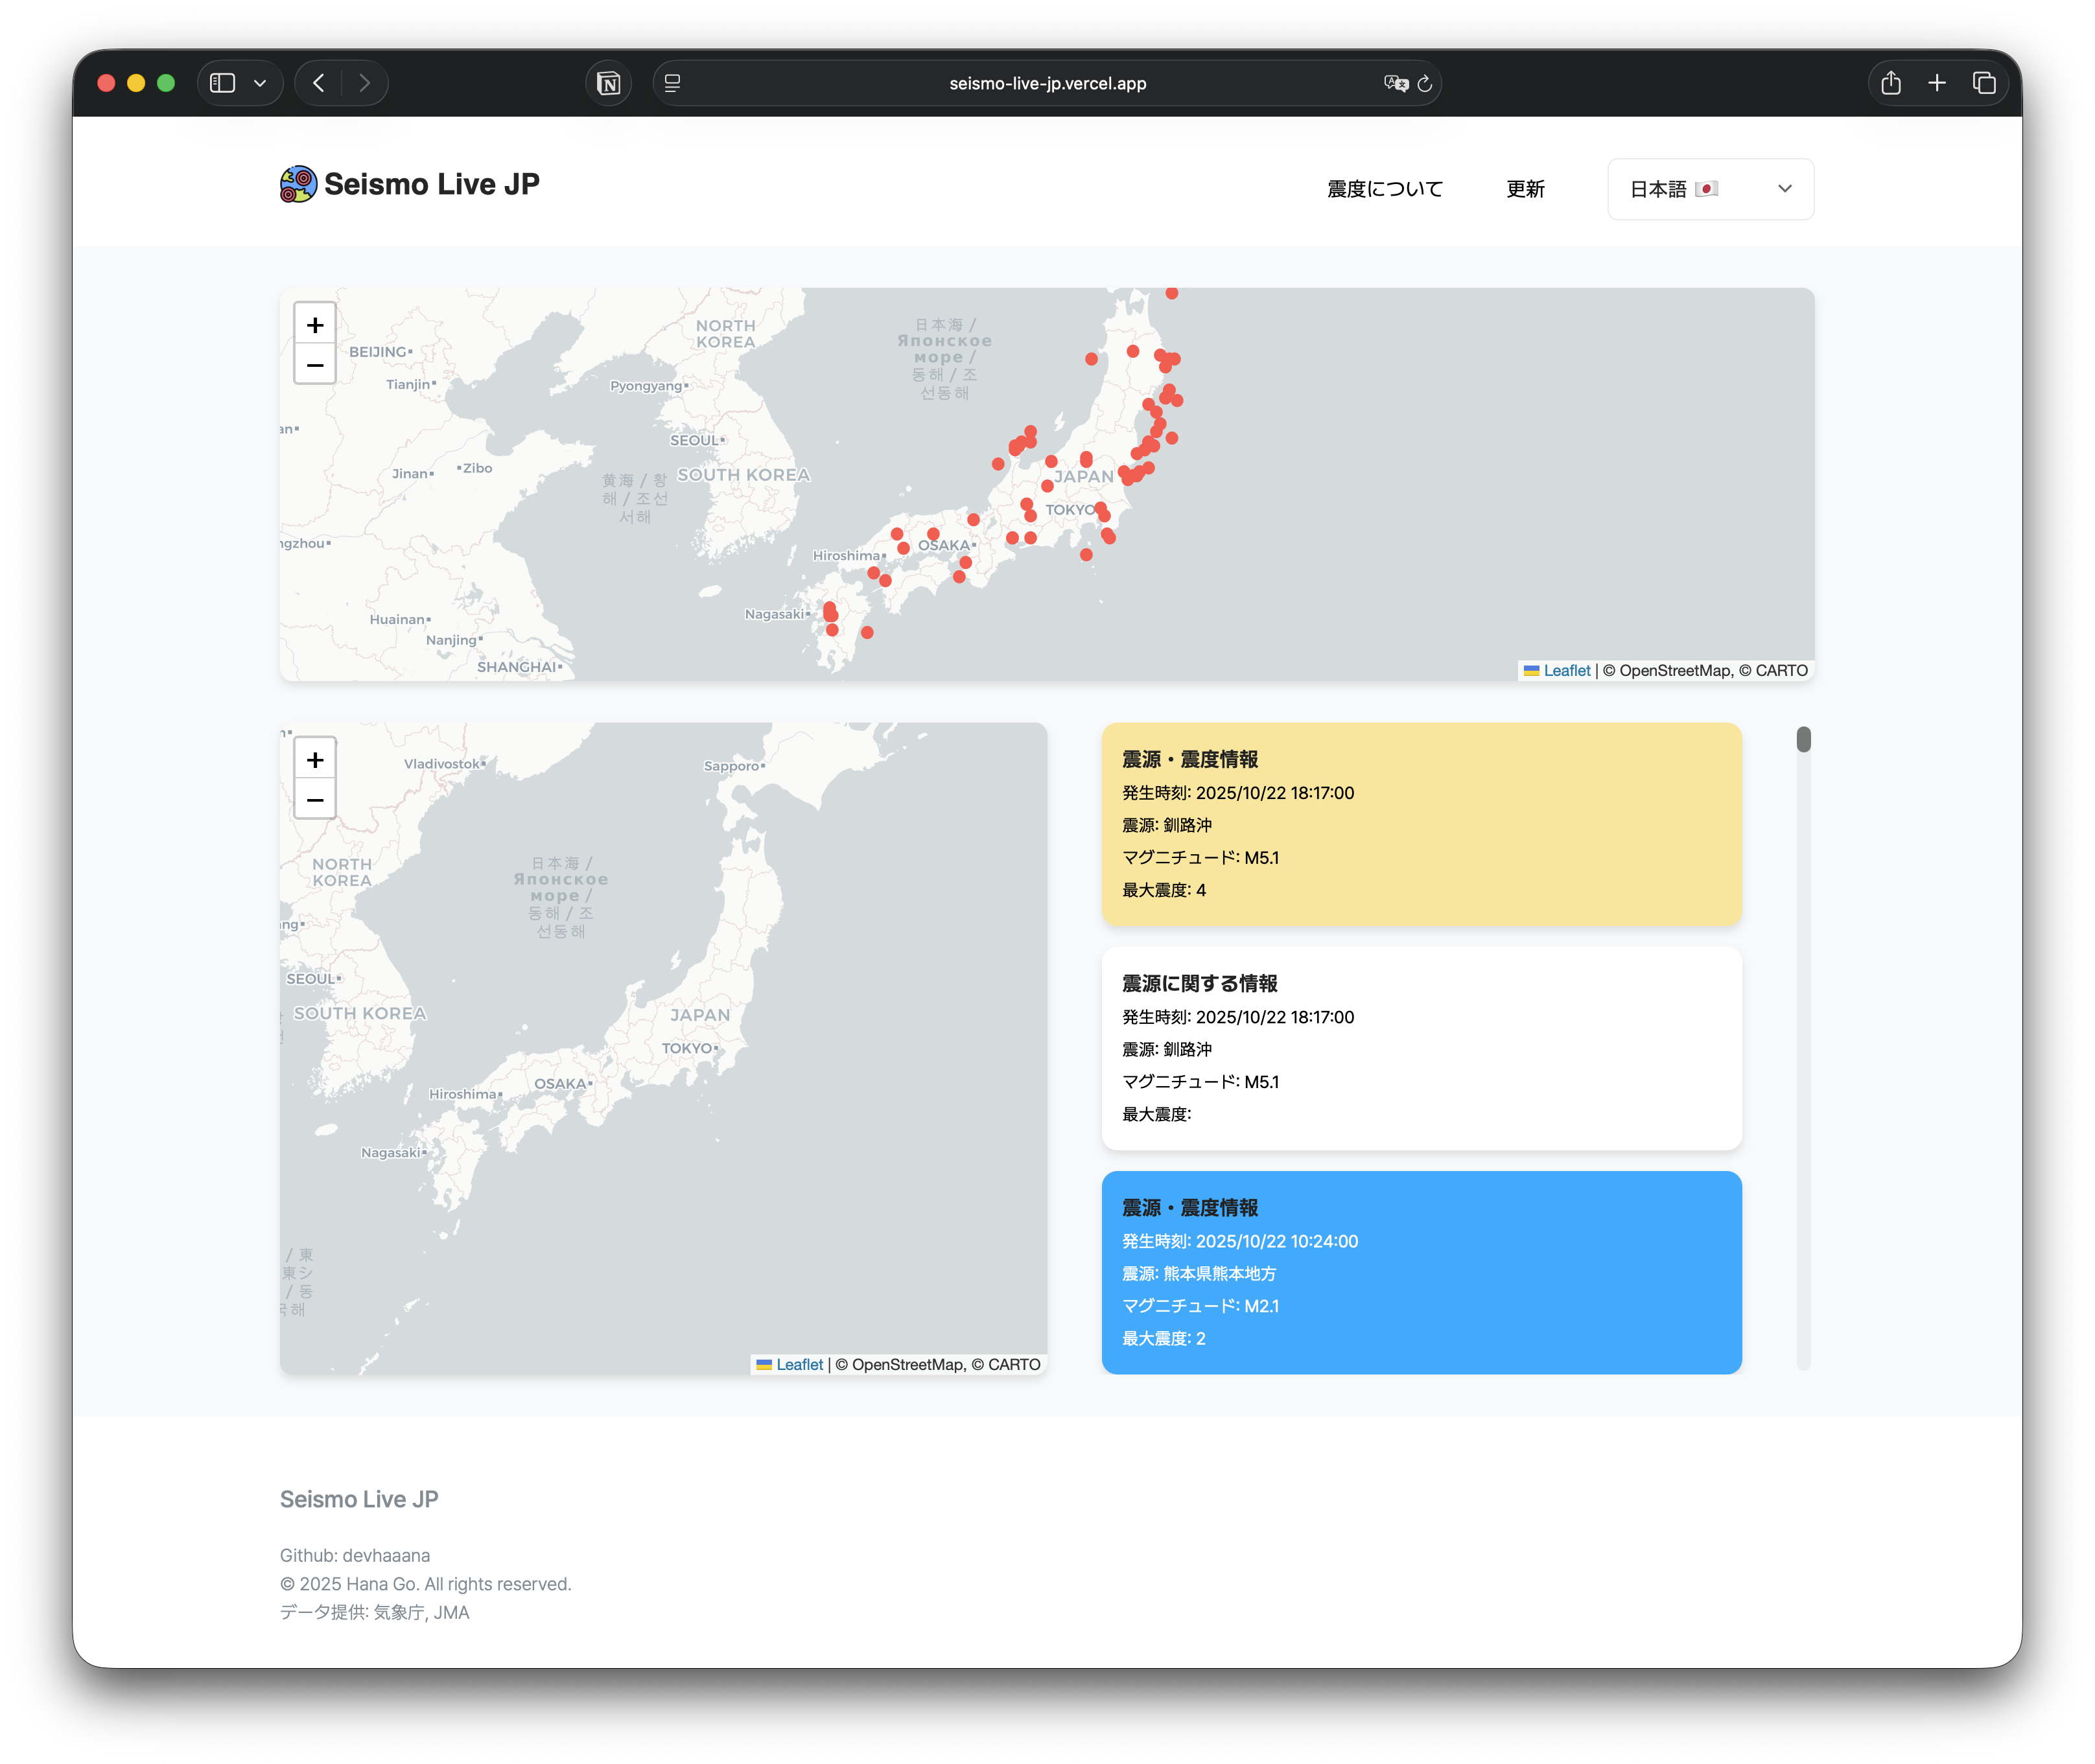 seismo-live-jp.vercel.app
Seismo Live JP
震度について
更新
日本語 🇯🇵
+
−
BEIJING
Tianjin
NORTH
KOREA
Pyongyang
日本海 /
Японское
море /
동해 / 조
선동해
an
SEOUL
Jinan
Zibo
SOUTH KOREA
黄海 / 황
해 / 조선
서해
JAPAN
TOKYO
ngzhou
Hiroshima
OSAKA
Nagasaki
Huainan
Nanjing
SHANGHAI
Leaflet | © OpenStreetMap, © CARTO
+
−
Vladivostok
Sapporo
NORTH
KOREA
日本海 /
Японское
море /
동해 / 조
선동해
ng
SEOUL
SOUTH KOREA
JAPAN
TOKYO
OSAKA
Hiroshima
Nagasaki
/ 東
東シ
/ 동
해
Leaflet | © OpenStreetMap, © CARTO
震源・震度情報
発生時刻: 2025/10/22 18:17:00
震源: 釧路沖
マグニチュード: M5.1
最大震度: 4
震源に関する情報
発生時刻: 2025/10/22 18:17:00
震源: 釧路沖
マグニチュード: M5.1
最大震度:
震源・震度情報
発生時刻: 2025/10/22 10:24:00
震源: 熊本県熊本地方
マグニチュード: M2.1
最大震度: 2
Seismo Live JP
Github: devhaaana
© 2025 Hana Go. All rights reserved.
データ提供: 気象庁, JMA